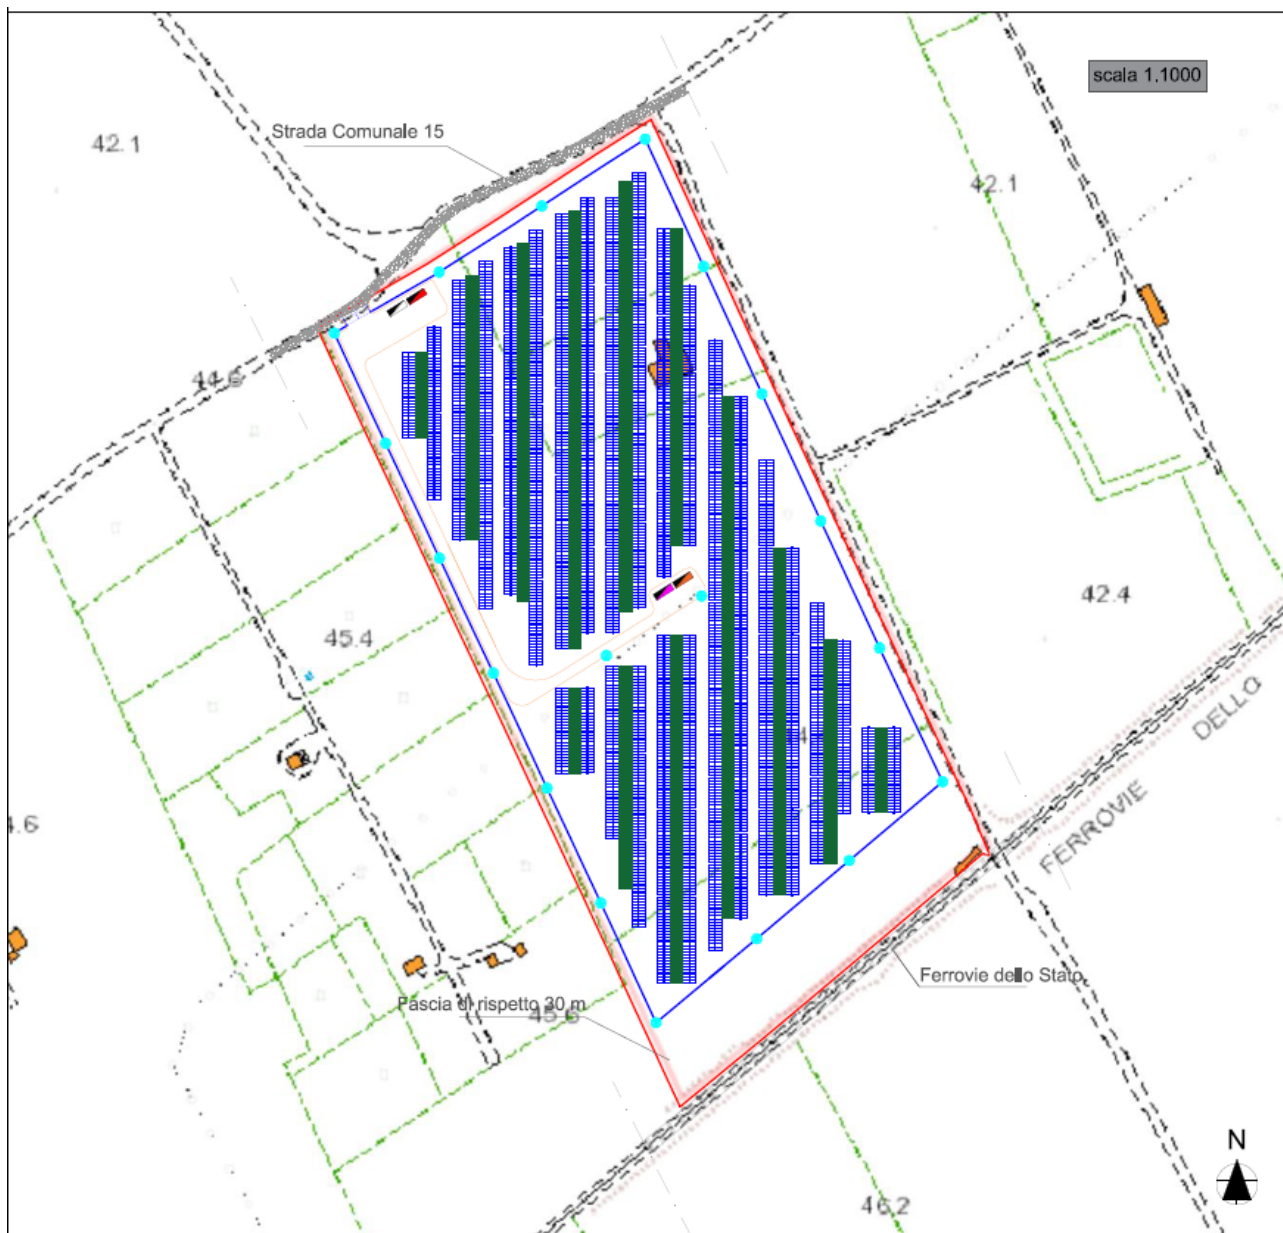 scala 1.1000
Strada Comunale 15
42.1
42.1
44.6
42.4
45.4
DELLO
FERROVIE
4.6
Ferrovie dello Stato
Fascia di rispetto 30 m
45.6
N
46.2